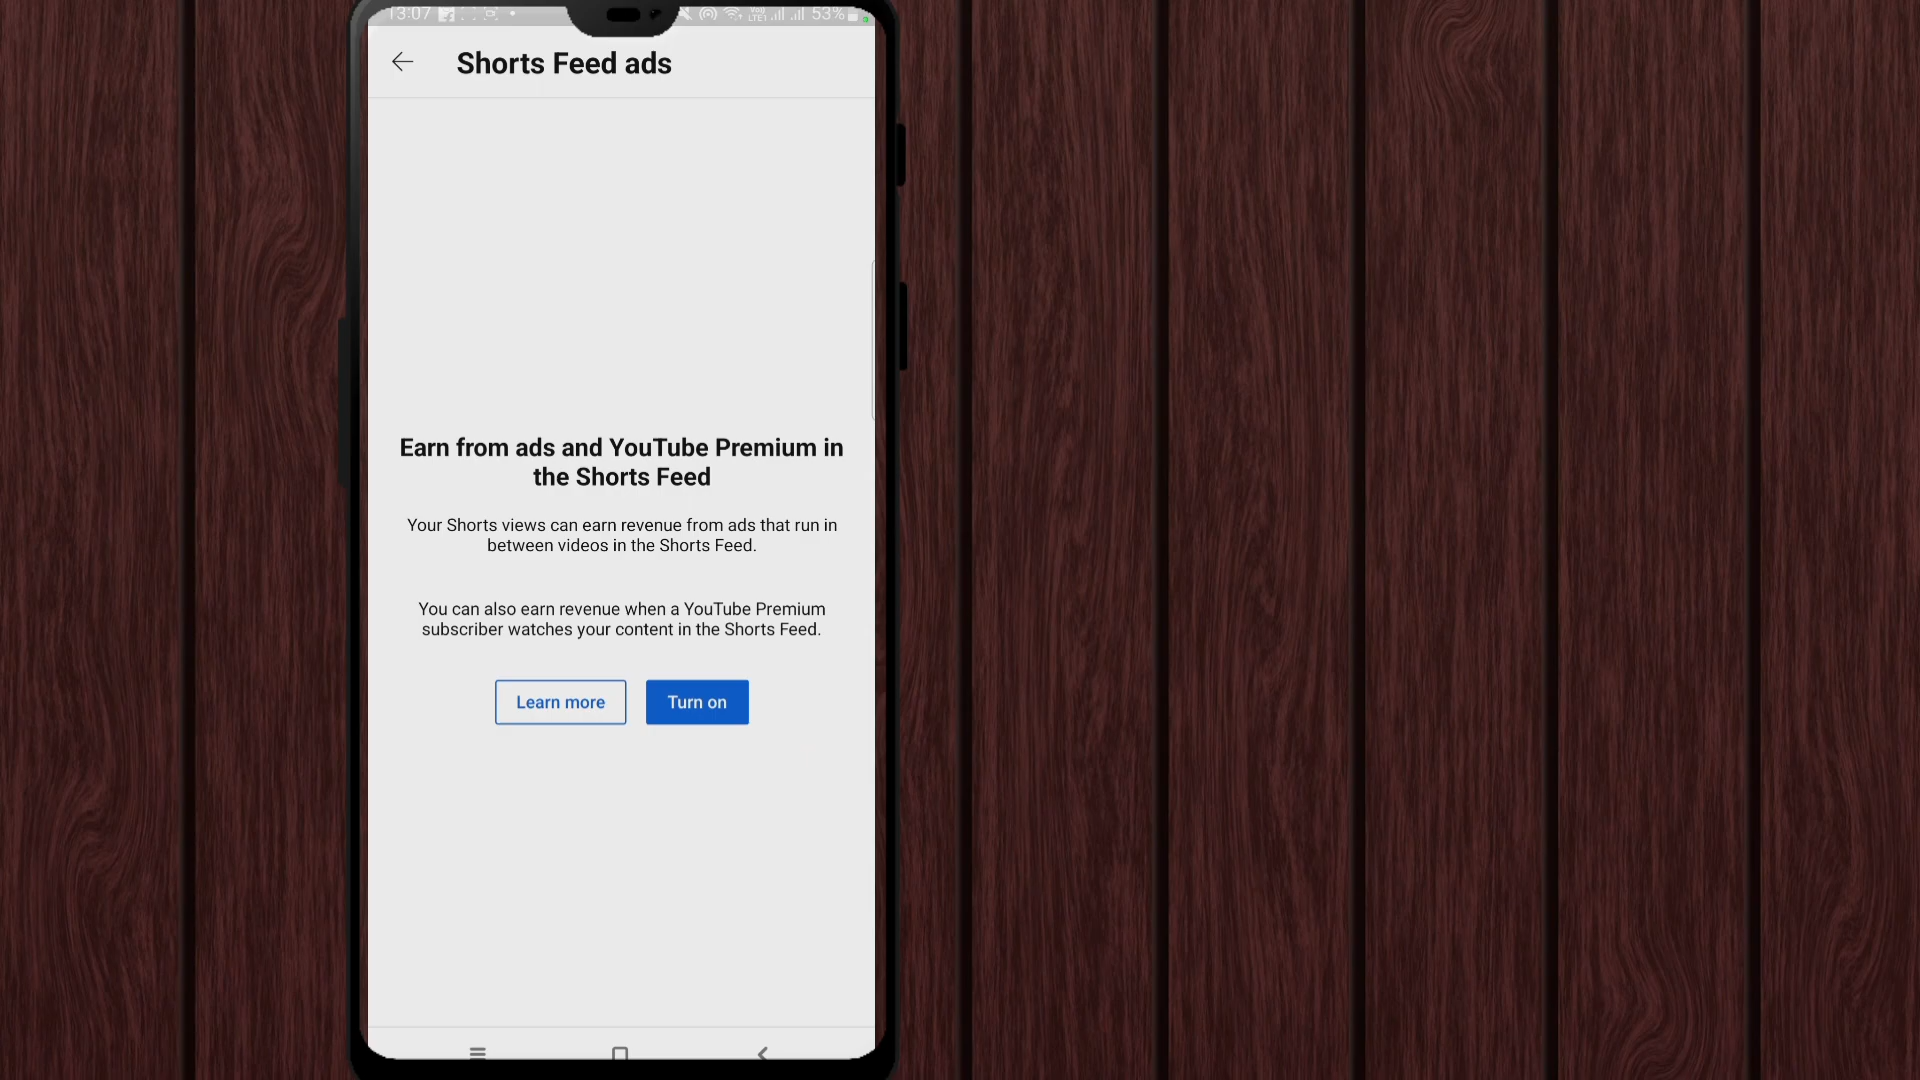 13:07 53%
Shorts Feed ads
Earn from ads and YouTube Premium in
the Shorts Feed
Your Shorts views can earn revenue from ads that run in
between videos in the Shorts Feed.
You can also earn revenue when a YouTube Premium
subscriber watches your content in the Shorts Feed.
Learn more Turn on